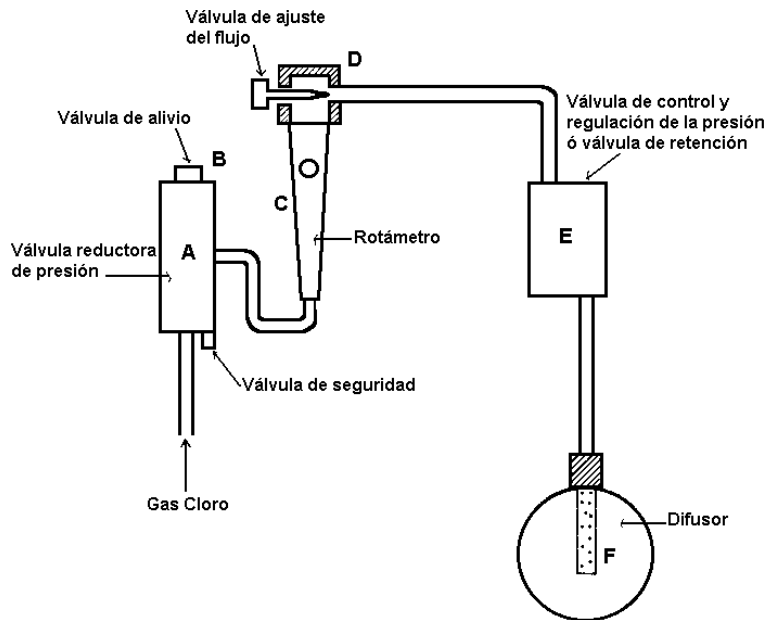 Válvula de ajuste
del flujo
D
Válvula de alivio
B
Válvula de control y
regulación de la presión
ó válvula de retención
C
A
Válvula reductora
de presión
Rotámetro
E
Válvula de seguridad
Gas Cloro
Difusor
F